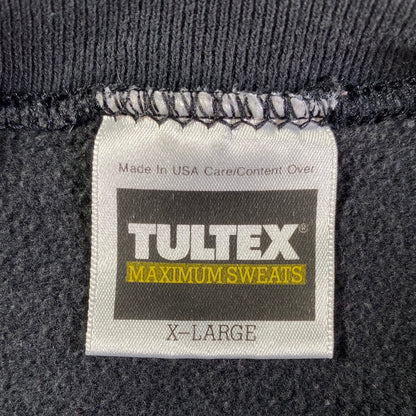 Made In USA Care/Content Over
TULTEX®
MAXIMUM SWEATS
X-LARGE